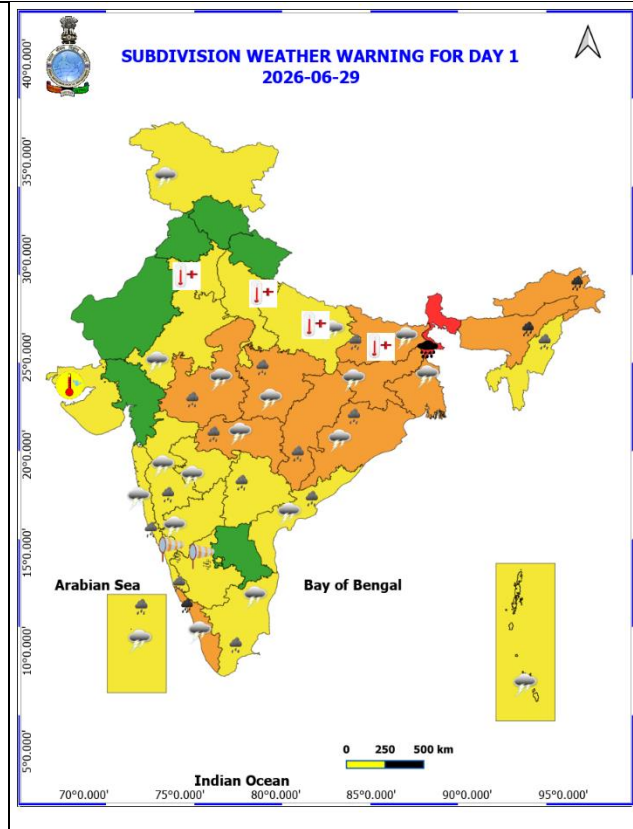 SUBDIVISION WEATHER WARNING FOR DAY 1
2026-06-29
40°0.000'
35°0.000'
30°0.000'
25°0.000'
20°0.000'
15°0.000'
10°0.000'
5°0.000'
Arabian Sea
Bay of Bengal
0 250 500 km
Indian Ocean
70°0.000' 75°0.000' 80°0.000' 85°0.000' 90°0.000' 95°0.000'